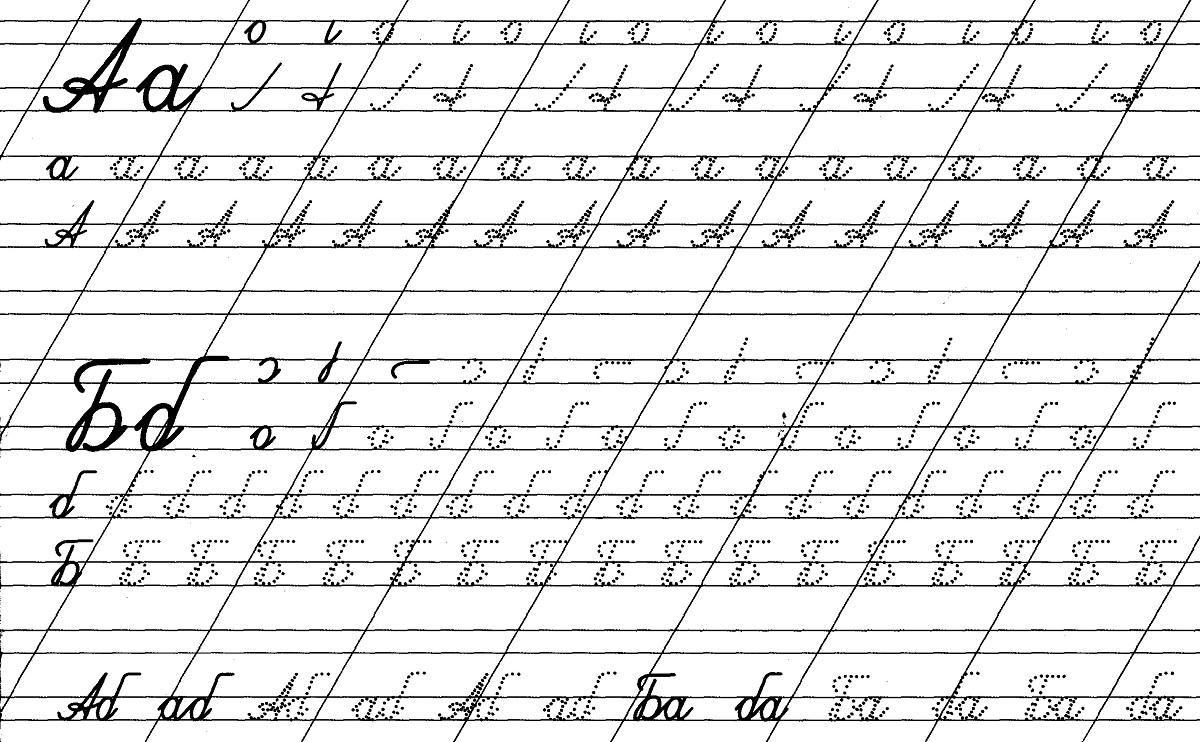 Аа
а а а а а а а а а а а а а а а а а а
А А А А А А А А А А А А А А А А
Бб
б б б б б б б б б б б б б б б б б б б б
Б Б Б Б Б Б Б Б Б Б Б Б Б Б Б Б Б
Аб аб Аб аб Аб аб Ба ба Ба ба Ба ба